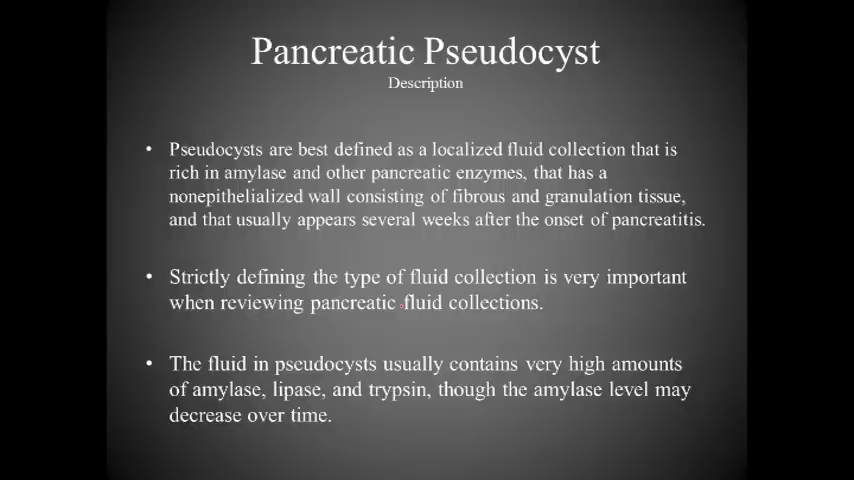 Pancreatic Pseudocyst
Description
• Pseudocysts are best defined as a localized fluid collection that is
rich in amylase and other pancreatic enzymes, that has a
nonepithelialized wall consisting of fibrous and granulation tissue,
and that usually appears several weeks after the onset of pancreatitis.
• Strictly defining the type of fluid collection is very important
when reviewing pancreatic fluid collections.
• The fluid in pseudocysts usually contains very high amounts
of amylase, lipase, and trypsin, though the amylase level may
decrease over time.